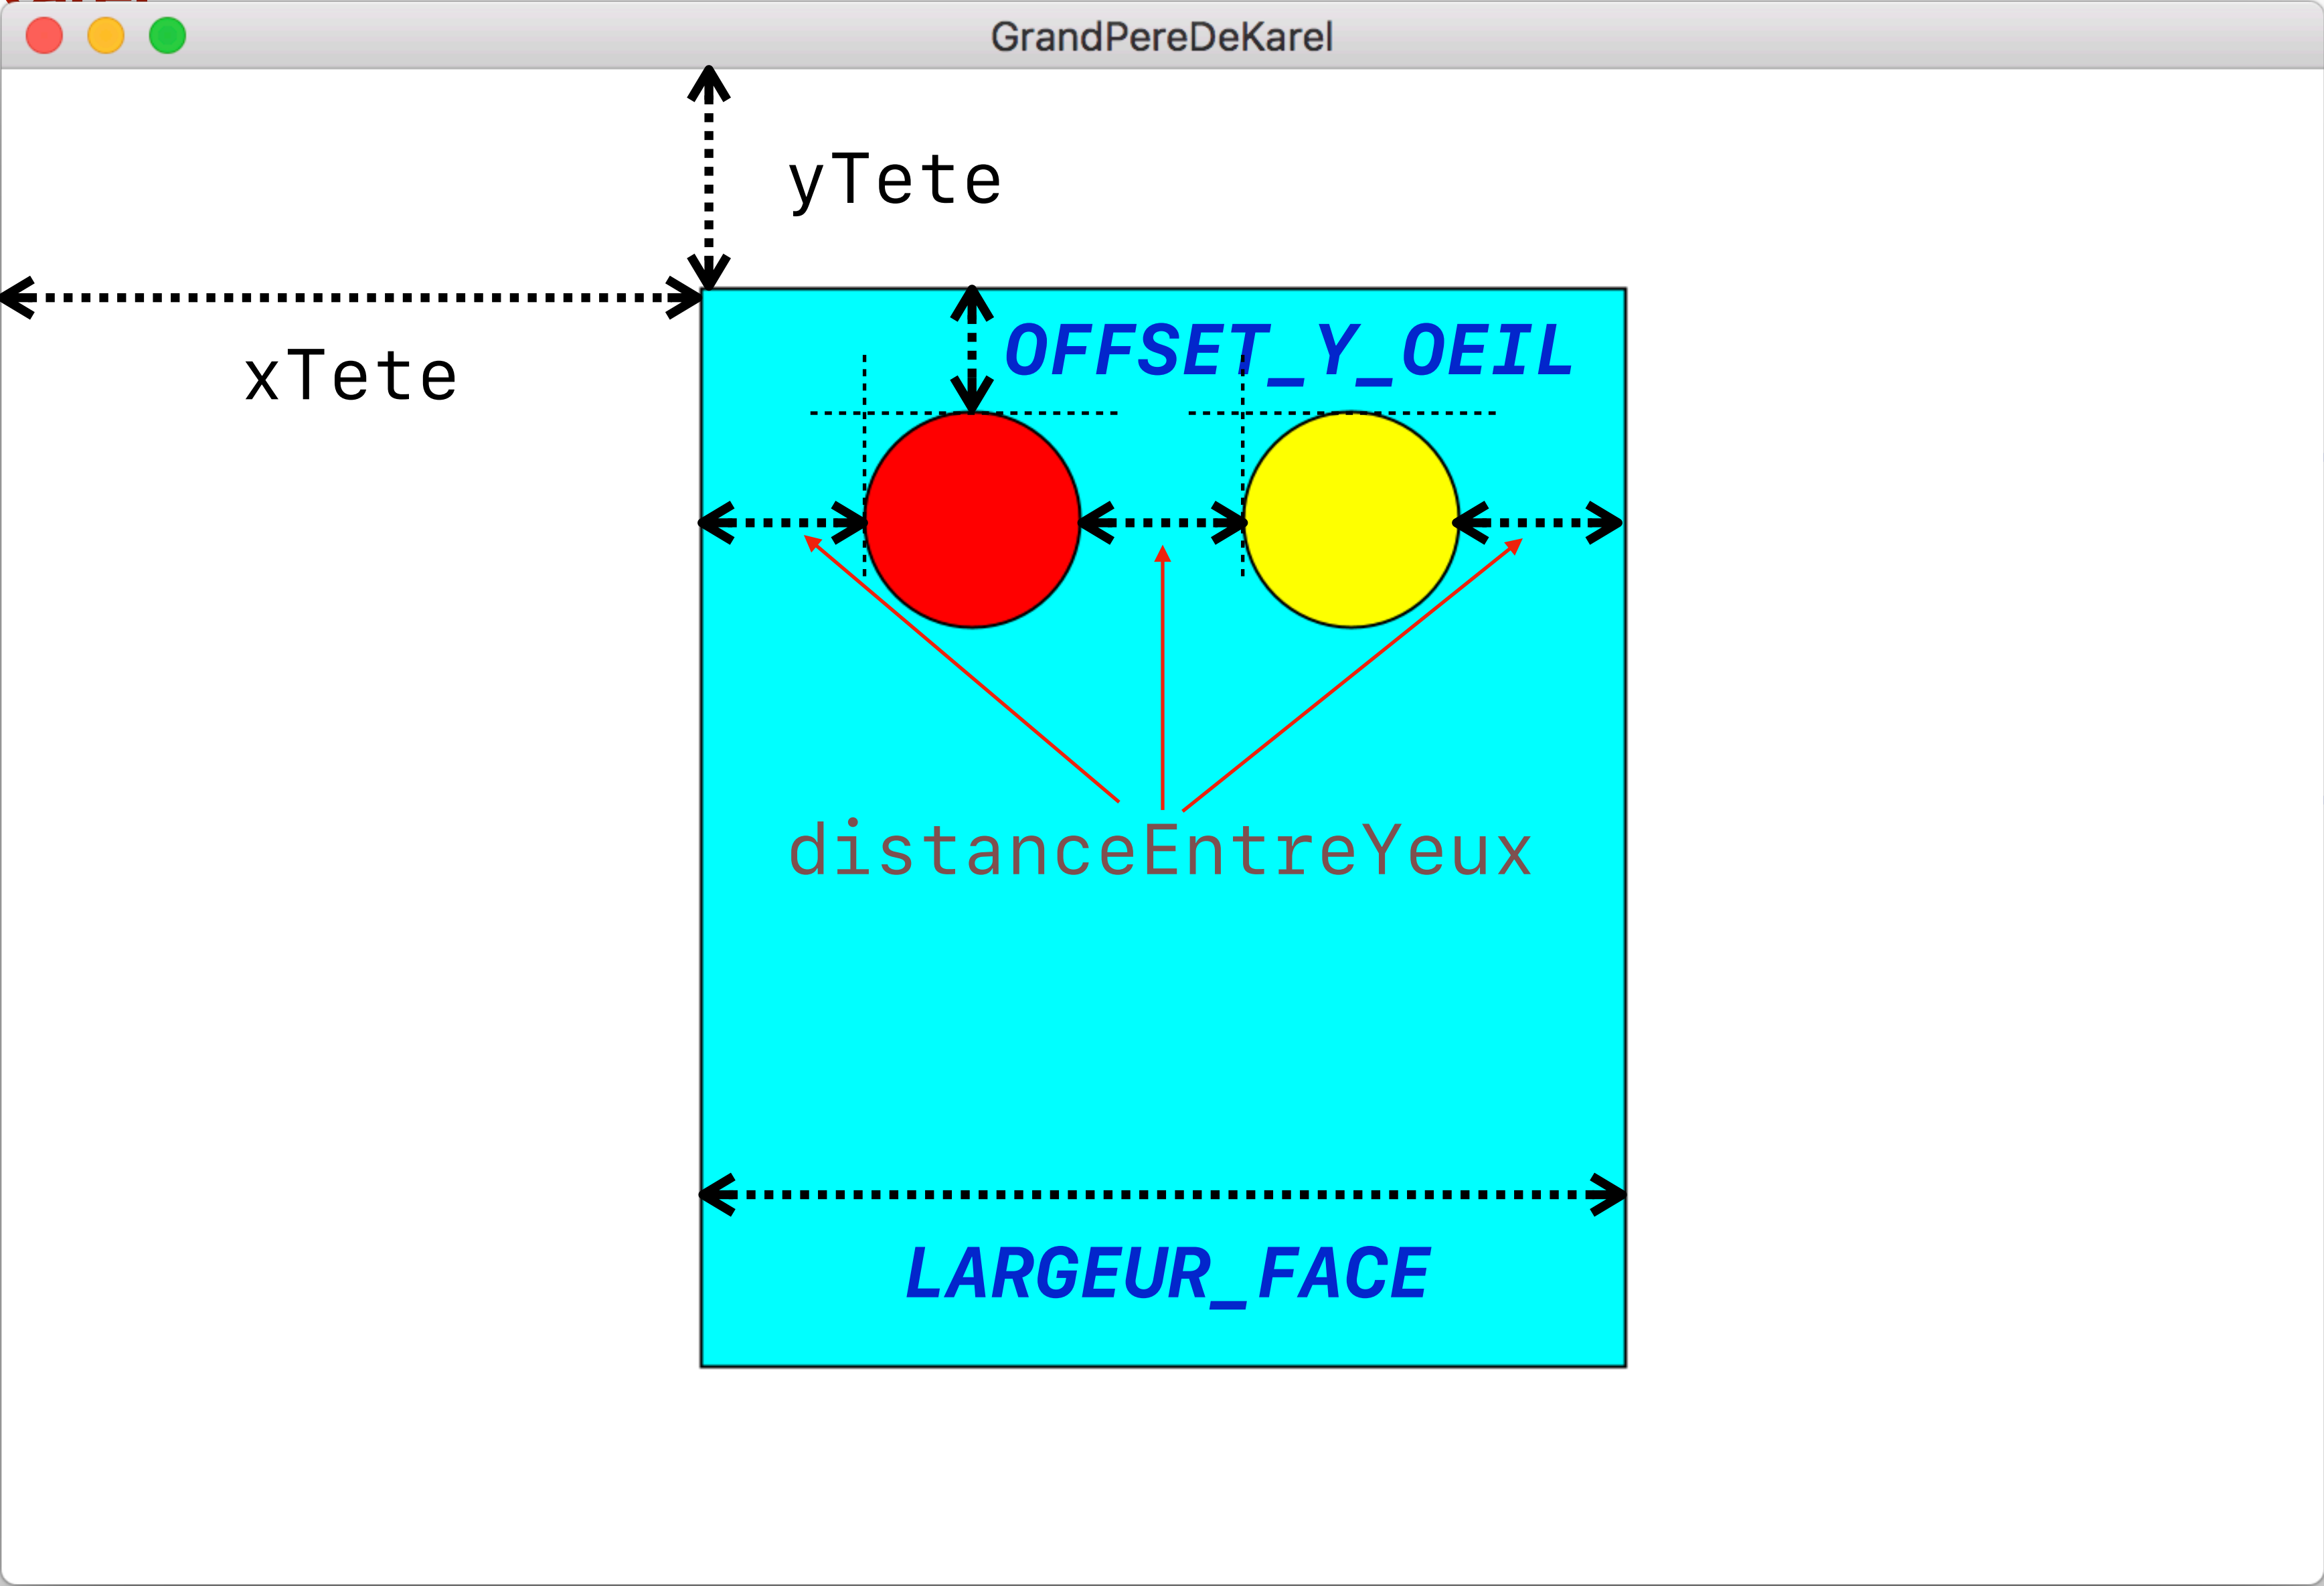 GrandPereDeKarel
yTete
xTete
OFFSET_Y_OEIL
distanceEntreYeux
LARGEUR_FACE